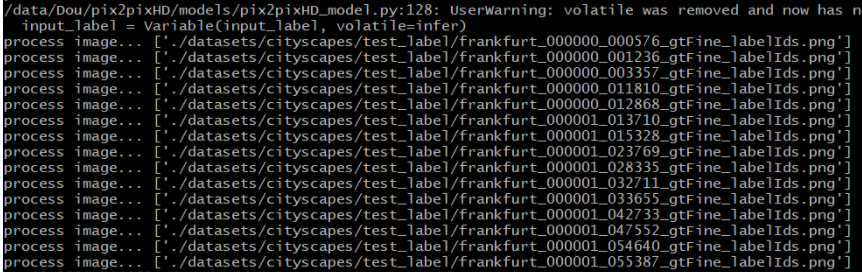 /data/Dou/pix2pixHD/models/pix2pixHD_model.py:128: UserWarning: volatile was removed and now has n
input_label = Variable(input_label, volatile=infer)
process image... ['./datasets/cityscapes/test_label/frankfurt_000000_000576_gtFine_labelIds.png']
process image... ['./datasets/cityscapes/test_label/frankfurt_000000_001236_gtFine_labelIds.png']
process image... ['./datasets/cityscapes/test_label/frankfurt_000000_003357_gtFine_labelIds.png']
process image... ['./datasets/cityscapes/test_label/frankfurt_000000_011810_gtFine_labelIds.png']
process image... ['./datasets/cityscapes/test_label/frankfurt_000000_012868_gtFine_labelIds.png']
process image... ['./datasets/cityscapes/test_label/frankfurt_000001_013710_gtFine_labelIds.png']
process image... ['./datasets/cityscapes/test_label/frankfurt_000001_015328_gtFine_labelIds.png']
process image... ['./datasets/cityscapes/test_label/frankfurt_000001_023769_gtFine_labelIds.png']
process image... ['./datasets/cityscapes/test_label/frankfurt_000001_028335_gtFine_labelIds.png']
process image... ['./datasets/cityscapes/test_label/frankfurt_000001_032711_gtFine_labelIds.png']
process image... ['./datasets/cityscapes/test_label/frankfurt_000001_033655_gtFine_labelIds.png']
process image... ['./datasets/cityscapes/test_label/frankfurt_000001_042733_gtFine_labelIds.png']
process image... ['./datasets/cityscapes/test_label/frankfurt_000001_047552_gtFine_labelIds.png']
process image... ['./datasets/cityscapes/test_label/frankfurt_000001_054640_gtFine_labelIds.png']
process image... ['./datasets/cityscapes/test_label/frankfurt_000001_055387_gtFine_labelIds.png']